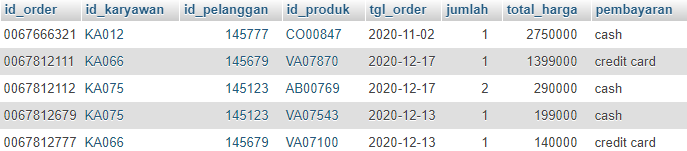 id_order id_karyawan id_pelanggan id_produk tgl_order jumlah total_harga pembayaran
0067666321 KA012 145777 CO00847 2020-11-02 1 2750000 cash
0067812111 KA066 145679 VA07870 2020-12-17 1 1399000 credit card
0067812112 KA075 145123 AB00769 2020-12-17 2 290000 cash
0067812679 KA075 145123 VA07543 2020-12-13 1 199000 cash
0067812777 KA066 145679 VA07100 2020-12-13 1 140000 credit card